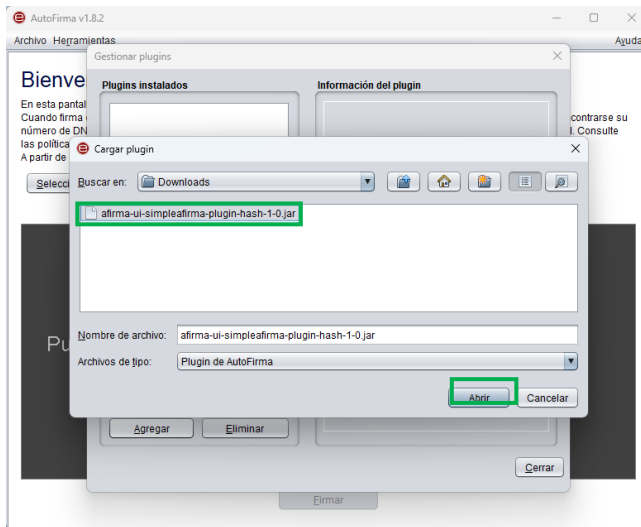 AutoFirma v1.8.2
Archivo Herramientas Ayuda
Gestionar plugins
Bienve
Plugins instalados Información del plugin
En esta pantal
Cuando firma contrarse su
número de DN l. Consulte
las política
A partir de
Cargar plugin
Selecci
Buscar en: Downloads
afirma-ui-simpleafirma-plugin-hash-1-0.jar
Pu
Nombre de archivo: afirma-ui-simpleafirma-plugin-hash-1-0.jar
Archivos de tipo: Plugin de AutoFirma
Abrir Cancelar
Agregar Eliminar
Cerrar
Firmar